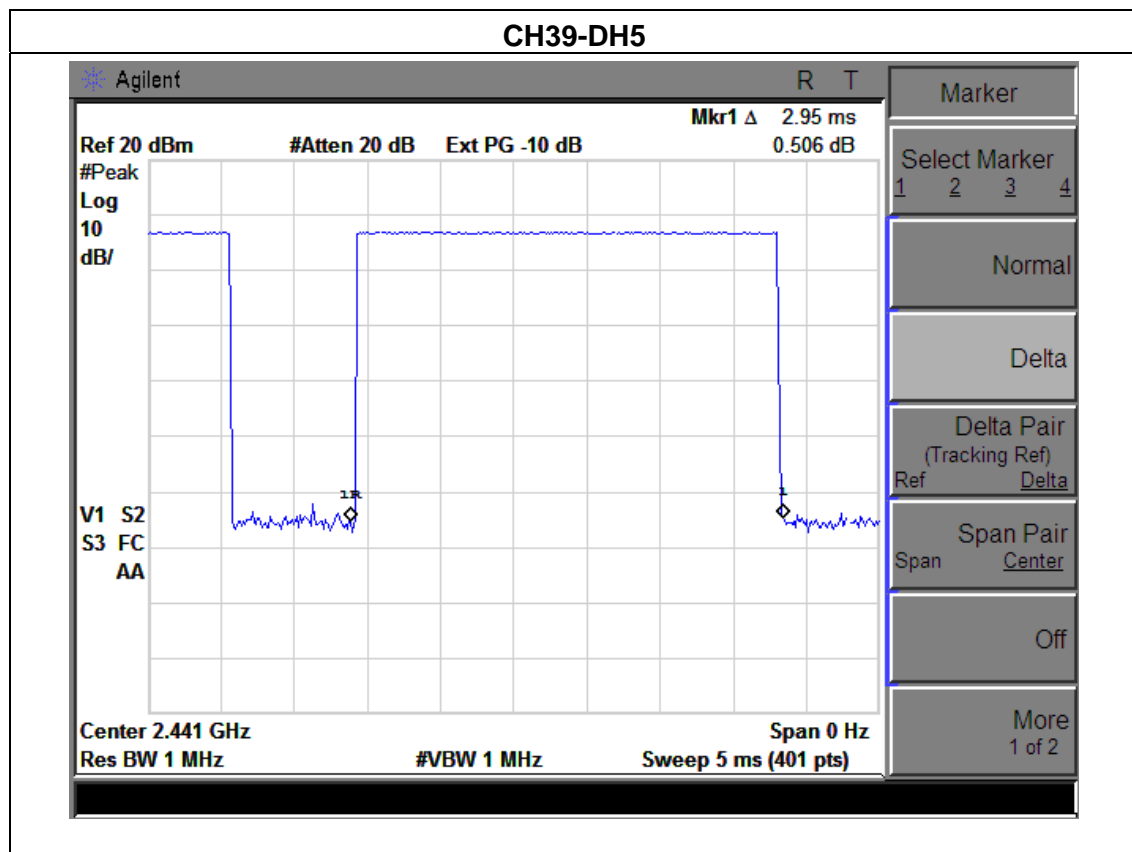 CH39-DH5
Agilent
R T
Mkr1 Δ 2.95 ms
Ref 20 dBm #Atten 20 dB Ext PG -10 dB 0.506 dB
#Peak
Log
10
dB/
1R
1
V1 S2
S3 FC
AA
Center 2.441 GHz Span 0 Hz
Res BW 1 MHz #VBW 1 MHz Sweep 5 ms (401 pts)
Marker
Select Marker
1 2 3 4
Normal
Delta
Delta Pair
(Tracking Ref)
Ref Delta
Span Pair
Span Center
Off
More
1 of 2